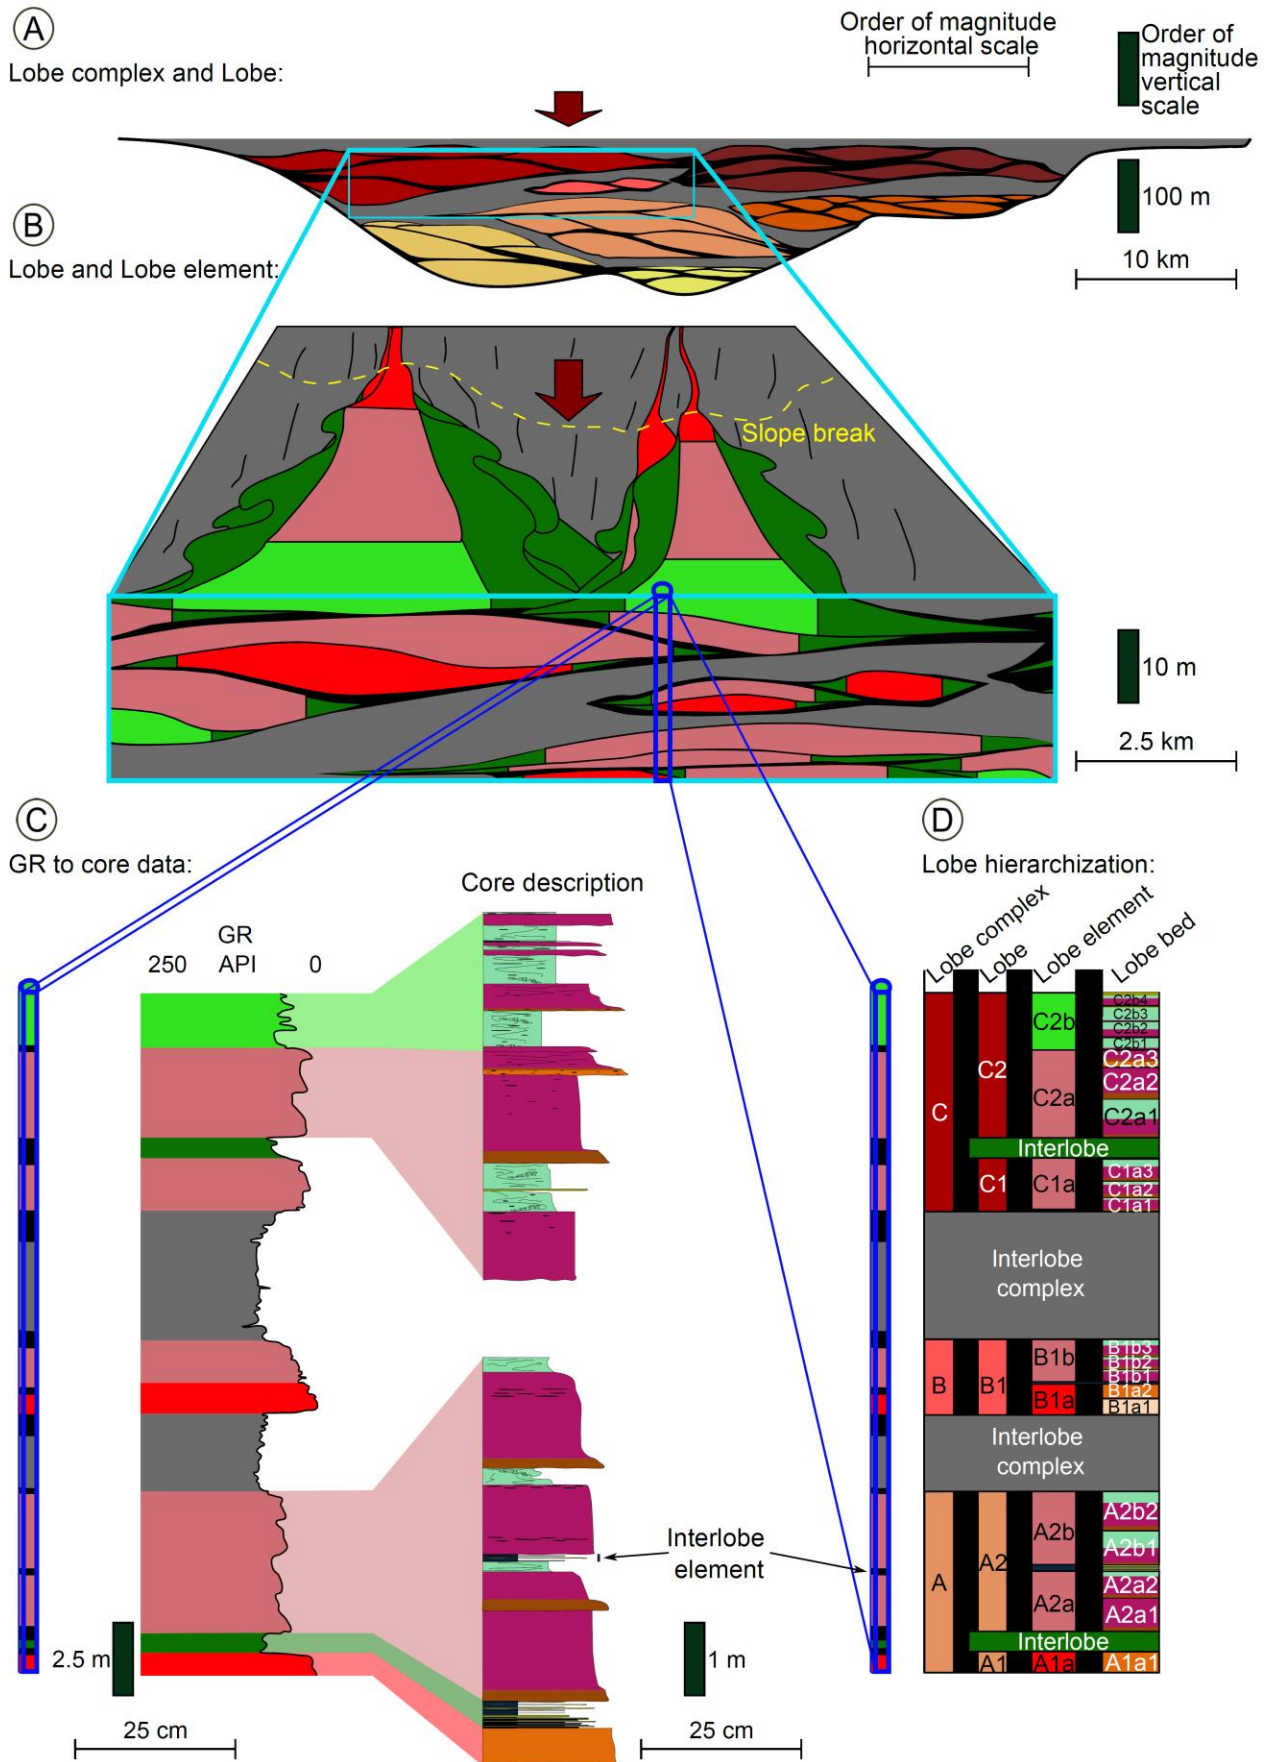 A
Lobe complex and Lobe:
Order of magnitude
horizontal scale
Order of
magnitude
vertical
scale
100 m
10 km
B
Lobe and Lobe element:
Slope break
10 m
2.5 km
C
GR to core data:
Core description
GR
250 API 0
Interlobe
element
2.5 m
1 m
25 cm
25 cm
D
Lobe hierarchization:
Lobe complex
Lobe
Lobe element
Lobe bed
C2b4
C2b3
C2b2
C2b1
C2b
C2a3
C2a2
C2a1
C2
C2a
C
Interlobe
C1a3
C1a2
C1a1
C1
C1a
Interlobe
complex
B1b3
B1b2
B1b1
B1b
B
B1
B1a2
B1a1
B1a
Interlobe
complex
A2b2
A2b1
A2b
A2
A
A2a2
A2a1
A2a
Interlobe
A1
A1a
A1a1